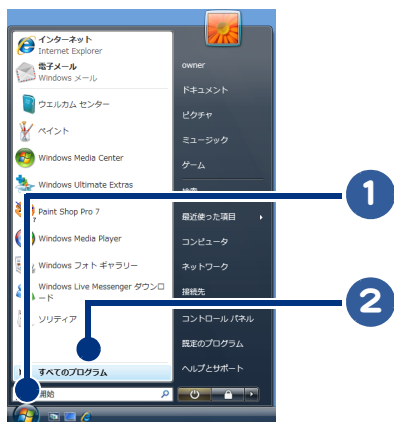 インターネット
Internet Explorer
電子メール
Windows メール
ウエルカム センター
ペイント
Windows Media Center
Windows Ultimate Extras
Paint Shop Pro 7
Windows Media Player
Windows フォト ギャラリー
Windows Live Messenger ダウンロ
ード
ソリティア
すべてのプログラム
開始
owner
ドキュメント
ピクチャ
ミュージック
ゲーム
最近使った項目
コンピュータ
ネットワーク
接続先
コントロール パネル
既定のプログラム
ヘルプとサポート
1
2